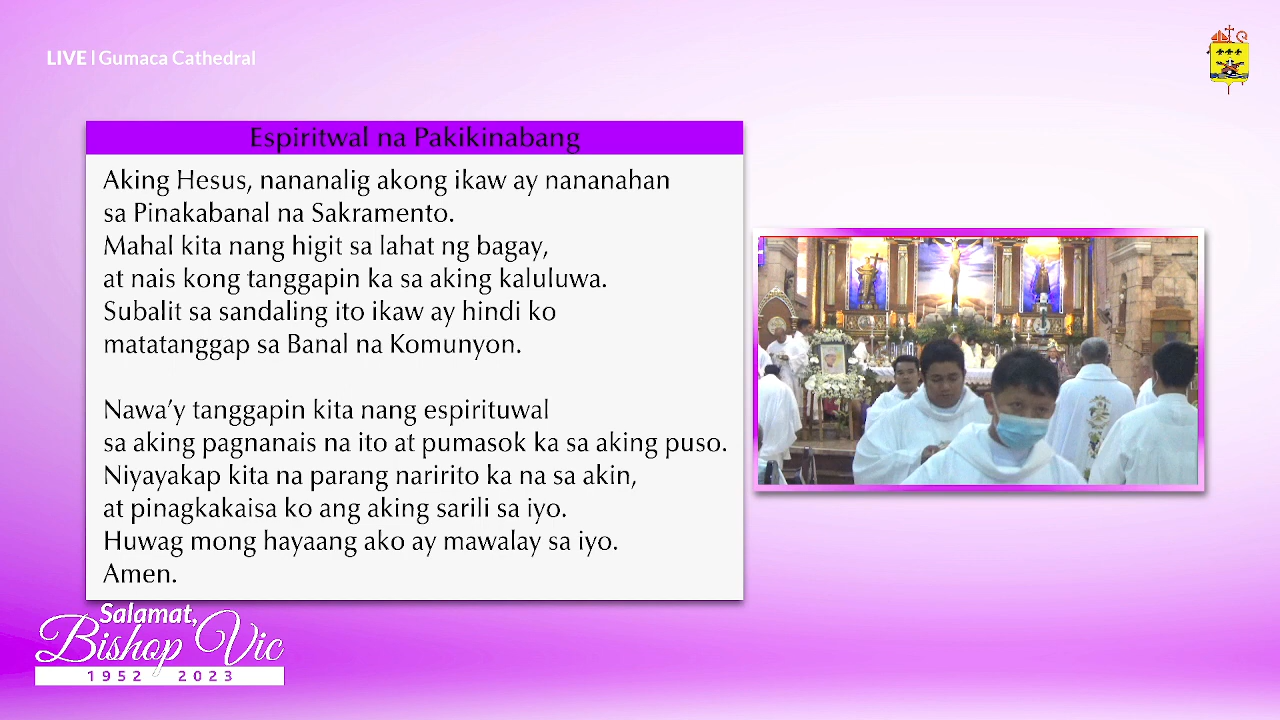 LIVE | Gumaca Cathedral
Espiritwal na Pakikinabang
Aking Hesus, nananalig akong ikaw ay nananahan
sa Pinakabanal na Sakramento.
Mahal kita nang higit sa lahat ng bagay,
at nais kong tanggapin ka sa aking kaluluwa.
Subalit sa sandaling ito ikaw ay hindi ko
matatanggap sa Banal na Komunyon.
Nawa’y tanggapin kita nang espirituwal
sa aking pagnanais na ito at pumasok ka sa aking puso.
Niyayakap kita na parang naririto ka na sa akin,
at pinagkakaisa ko ang aking sarili sa iyo.
Huwag mong hayaang ako ay mawalay sa iyo.
Amen.
Salamat,
Bishop Vic
1952 2023